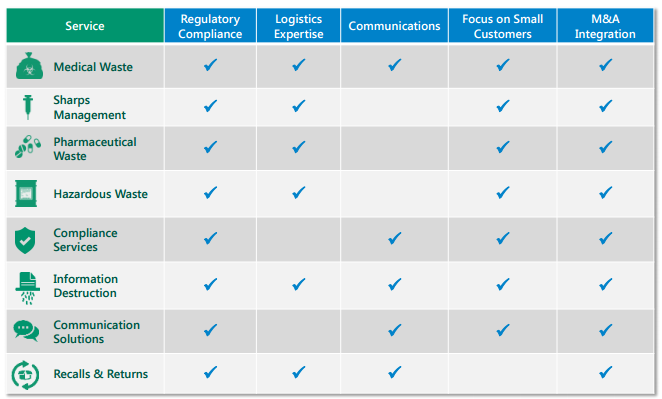 Service
Regulatory
Compliance
Logistics
Expertise
Communications
Focus on Small
Customers
M&A
Integration
Medical Waste ✓ ✓ ✓ ✓ ✓
Sharps
Management ✓ ✓ ✓ ✓
Pharmaceutical
Waste ✓ ✓ ✓ ✓
Hazardous Waste ✓ ✓ ✓ ✓
Compliance
Services ✓ ✓ ✓ ✓
Information
Destruction ✓ ✓ ✓ ✓ ✓
Communication
Solutions ✓ ✓ ✓ ✓
Recalls & Returns ✓ ✓ ✓ ✓